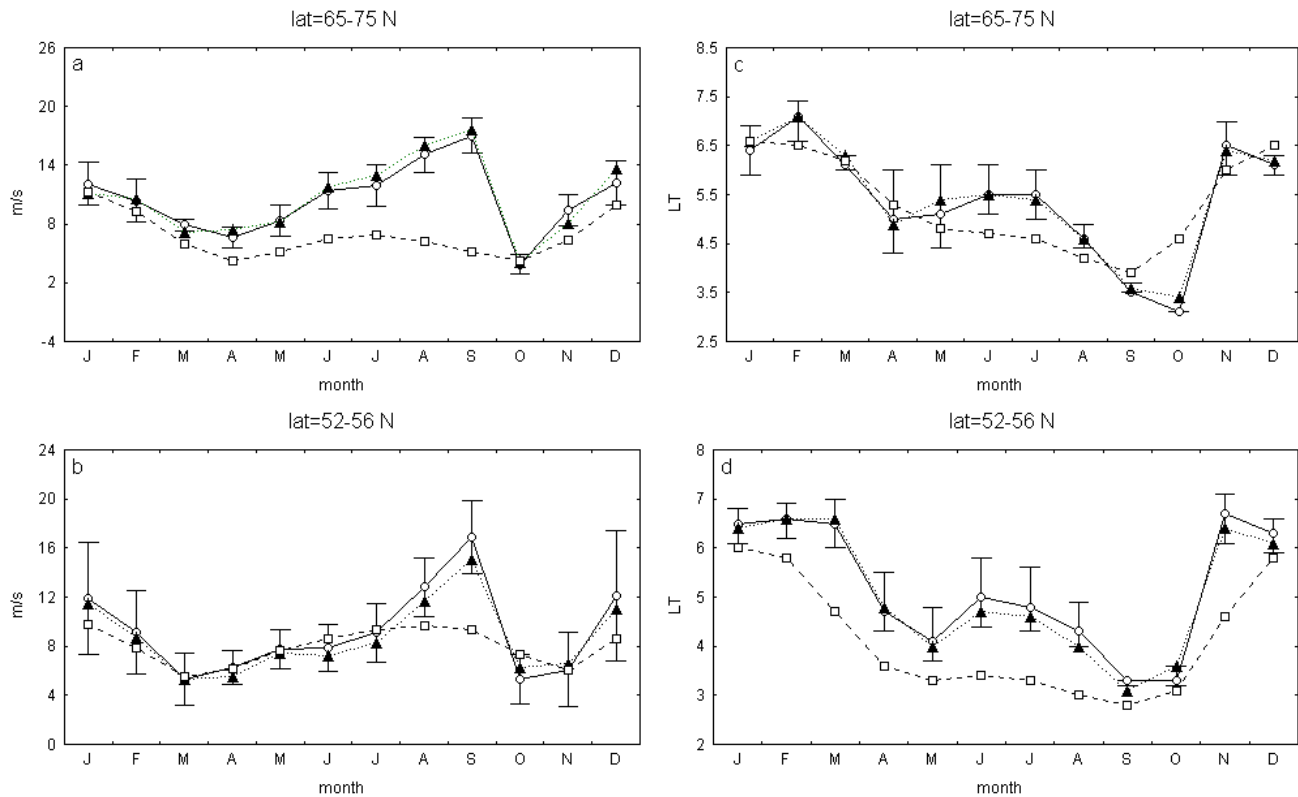 lat=65-75 N
a
26
20
14
8
2
-4
m/s
J F M A M J J A S O N D
month
lat=65-75 N
c
8.5
7.5
6.5
5.5
4.5
3.5
2.5
LT
J F M A M J J A S O N D
month
lat=52-56 N
b
24
20
16
12
8
4
0
m/s
J F M A M J J A S O N D
month
lat=52-56 N
d
8
7
6
5
4
3
2
LT
J F M A M J J A S O N D
month